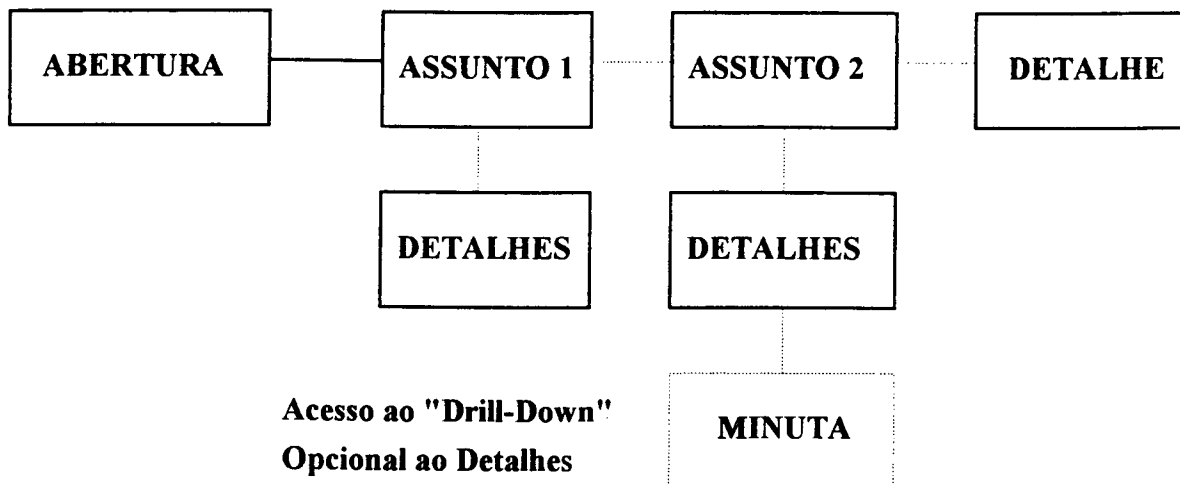 ABERTURA
ASSUNTO 1
ASSUNTO 2
DETALHE
DETALHES
DETALHES
Acesso ao "Drill-Down"
Opcional ao Detalhes
MINUTA